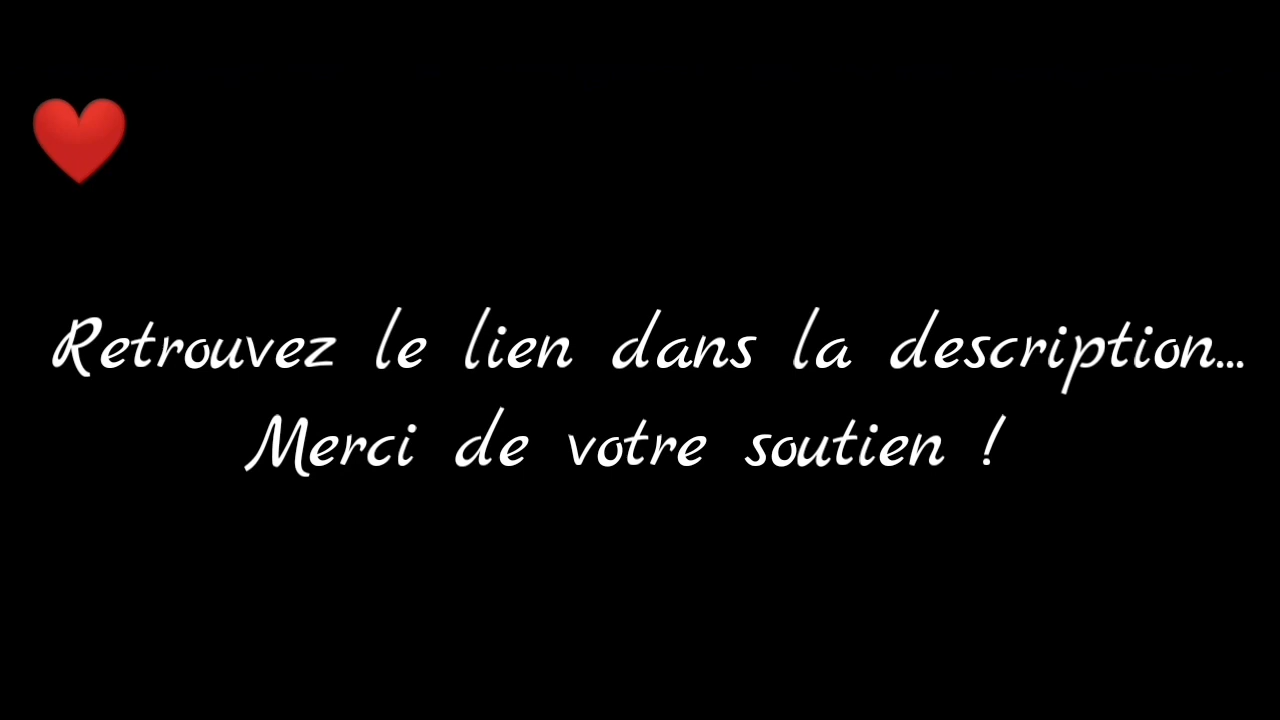 Retrouvez le lien dans la description...
Merci de votre soutien !